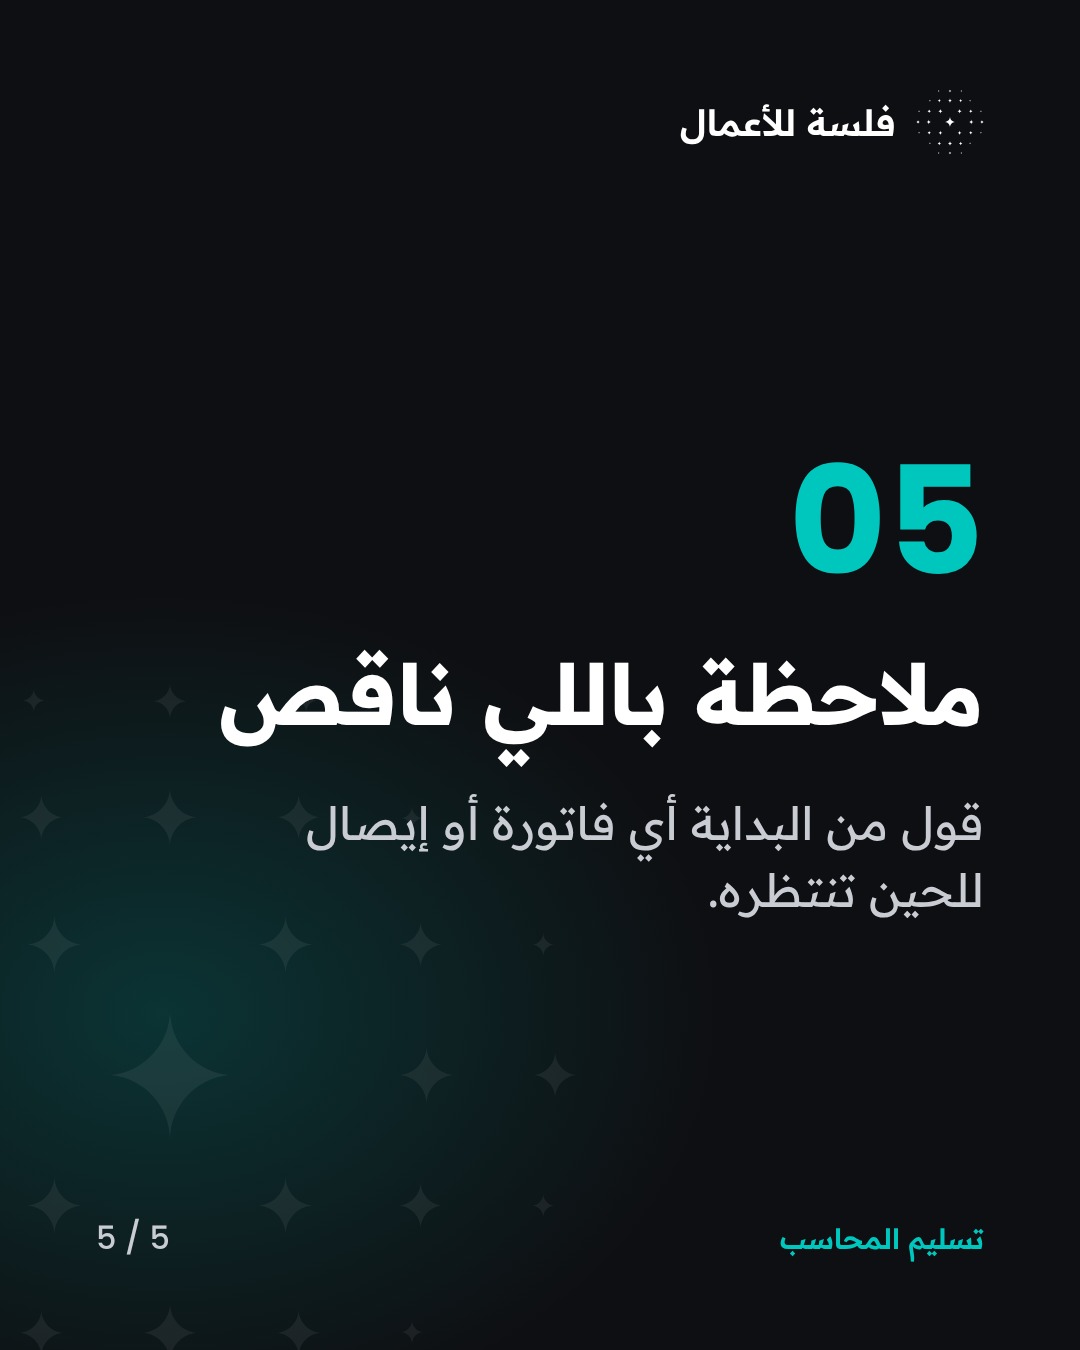 فلسة للأعمال
05
ملاحظة باللي ناقص
قول من البداية أي فاتورة أو إيصال
للحين تنتظره.
تسليم المحاسب
5 / 5